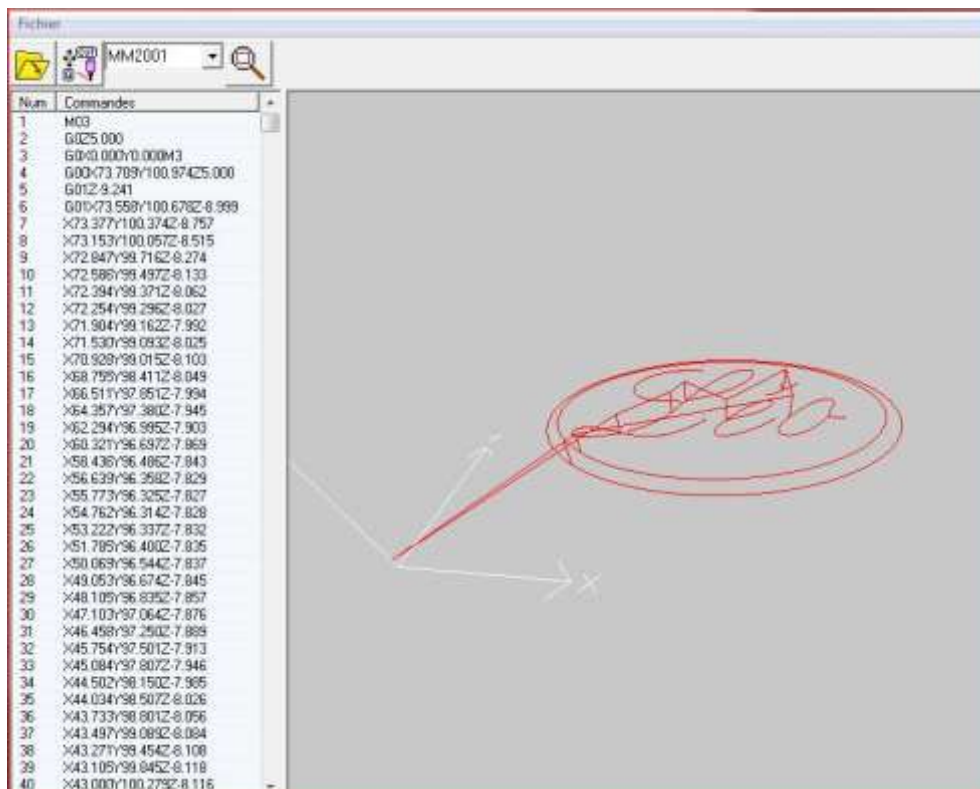 Fichier
MM2001
Num Commandes
1 M03
2 G0Z5.000
3 G0X0.000Y0.000M3
4 G00X73.709Y100.974Z5.000
5 G01Z-9.241
6 G01X73.558Y100.678Z-8.999
7 X73.377Y100.374Z-8.757
8 X73.153Y100.057Z-8.515
9 X72.847Y99.716Z-8.274
10 X72.586Y99.497Z-8.133
11 X72.394Y99.371Z-8.062
12 X72.254Y99.296Z-8.027
13 X71.904Y99.162Z-7.992
14 X71.530Y99.093Z-8.025
15 X70.928Y99.015Z-8.103
16 X68.755Y98.411Z-8.049
17 X66.511Y97.851Z-7.994
18 X64.357Y97.380Z-7.945
19 X62.294Y96.995Z-7.903
20 X60.321Y96.697Z-7.869
21 X58.436Y96.486Z-7.843
22 X56.639Y96.358Z-7.829
23 X55.773Y96.325Z-7.827
24 X54.762Y96.314Z-7.828
25 X53.222Y96.337Z-7.832
26 X51.785Y96.400Z-7.835
27 X50.069Y96.544Z-7.837
28 X49.053Y96.674Z-7.845
29 X48.105Y96.835Z-7.857
30 X47.103Y97.064Z-7.876
31 X46.458Y97.250Z-7.889
32 X45.754Y97.501Z-7.913
33 X45.084Y97.807Z-7.946
34 X44.502Y98.150Z-7.985
35 X44.034Y98.507Z-8.026
36 X43.733Y98.801Z-8.056
37 X43.497Y99.089Z-8.084
38 X43.271Y99.454Z-8.108
39 X43.105Y99.845Z-8.118
40 X43.000Y100.279Z-8.116
X